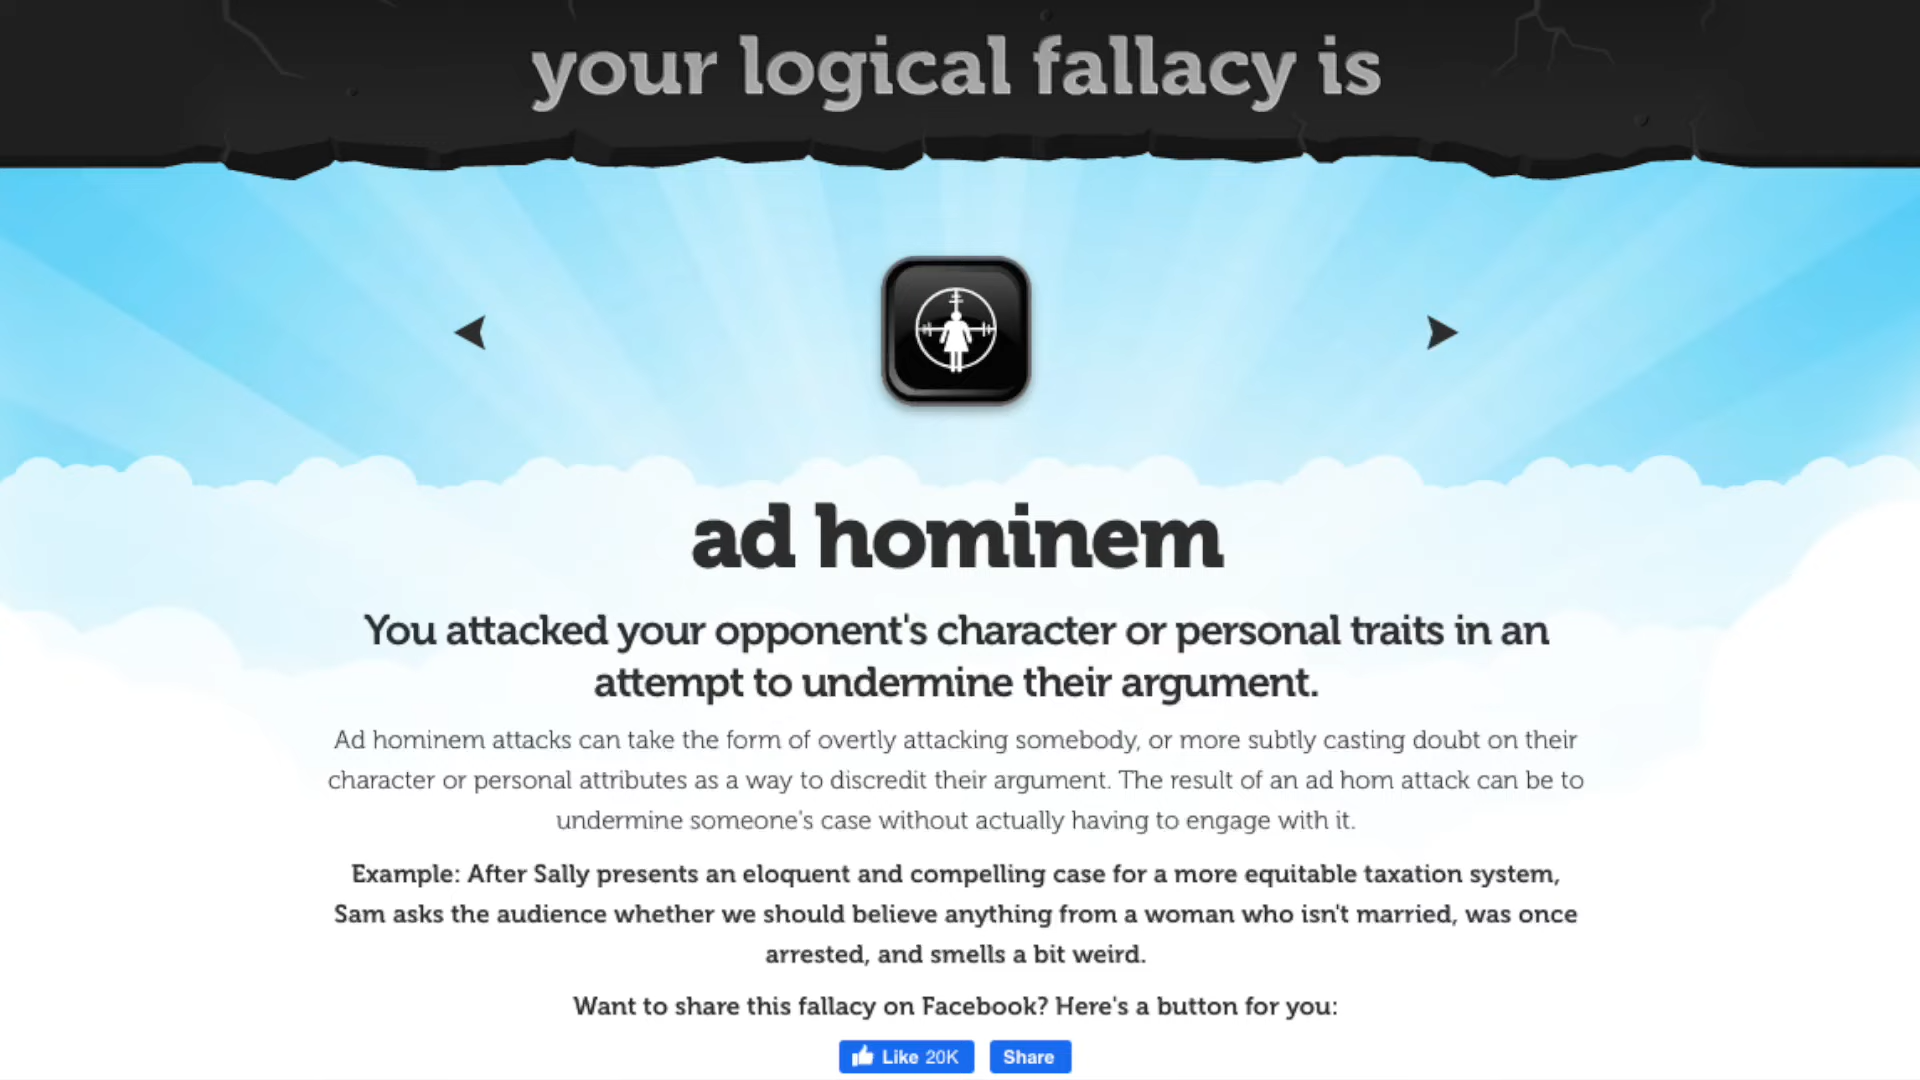 your logical fallacy is
ad hominem
You attacked your opponent's character or personal traits in an
attempt to undermine their argument.
Ad hominem attacks can take the form of overtly attacking somebody, or more subtly casting doubt on their
character or personal attributes as a way to discredit their argument. The result of an ad hom attack can be to
undermine someone's case without actually having to engage with it.
Example: After Sally presents an eloquent and compelling case for a more equitable taxation system,
Sam asks the audience whether we should believe anything from a woman who isn't married, was once
arrested, and smells a bit weird.
Want to share this fallacy on Facebook? Here's a button for you:
Like 20K Share